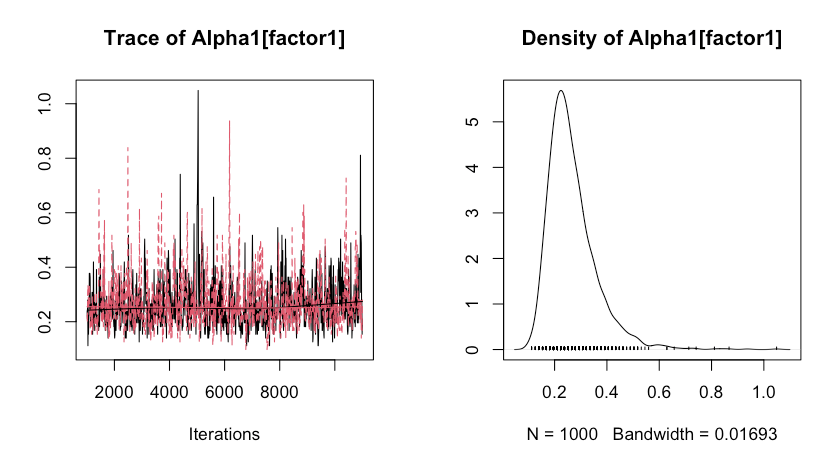 Trace of Alpha1[factor1]
1.0
0.8
0.6
0.4
0.2
2000 4000 6000 8000
Iterations
Density of Alpha1[factor1]
5
4
3
2
1
0
0.2 0.4 0.6 0.8 1.0
N = 1000 Bandwidth = 0.01693